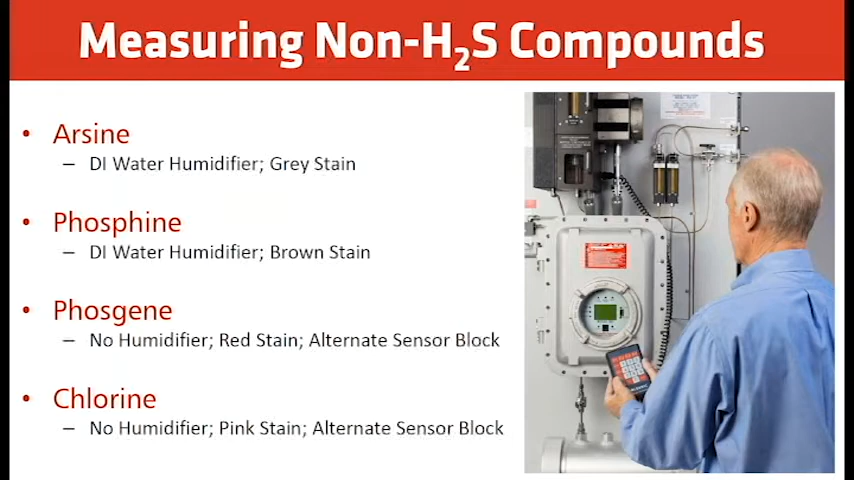 Measuring Non-H₂S Compounds
• Arsine
– DI Water Humidifier; Grey Stain
• Phosphine
– DI Water Humidifier; Brown Stain
• Phosgene
– No Humidifier; Red Stain; Alternate Sensor Block
• Chlorine
– No Humidifier; Pink Stain; Alternate Sensor Block